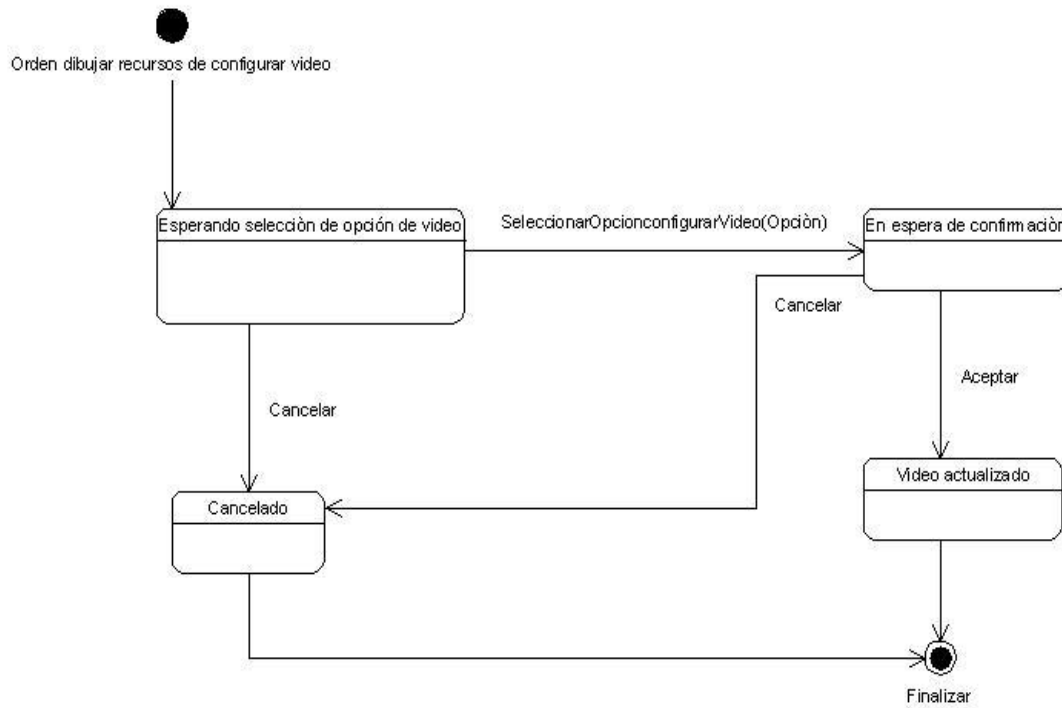 Orden dibujar recursos de configurar video
Esperando selecciòn de opción de video
SeleccionarOpcionconfigurarVideo(Opciòn)
En espera de confirmaciòn
Cancelar
Aceptar
Cancelar
Video actualizado
Cancelado
Finalizar